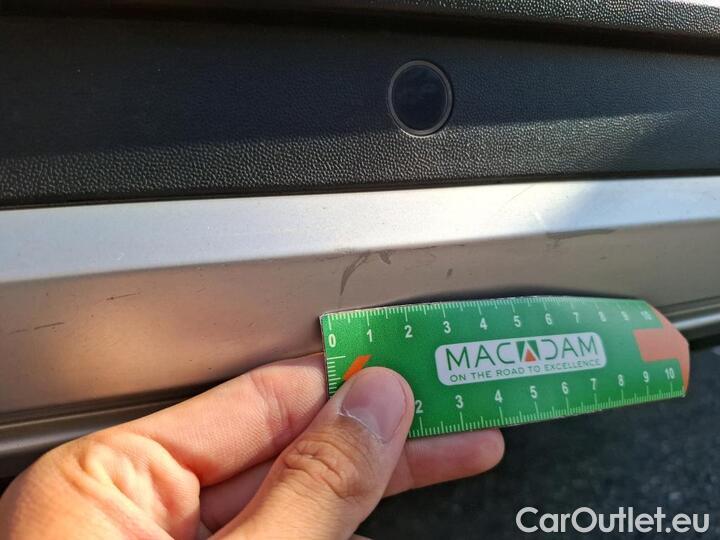 0 1 2 3 4 5 6 7 8 9 10
MACADAM
ON THE ROAD TO EXCELLENCE
2 3 4 5 6 7 8 9 10
CarOutlet.eu